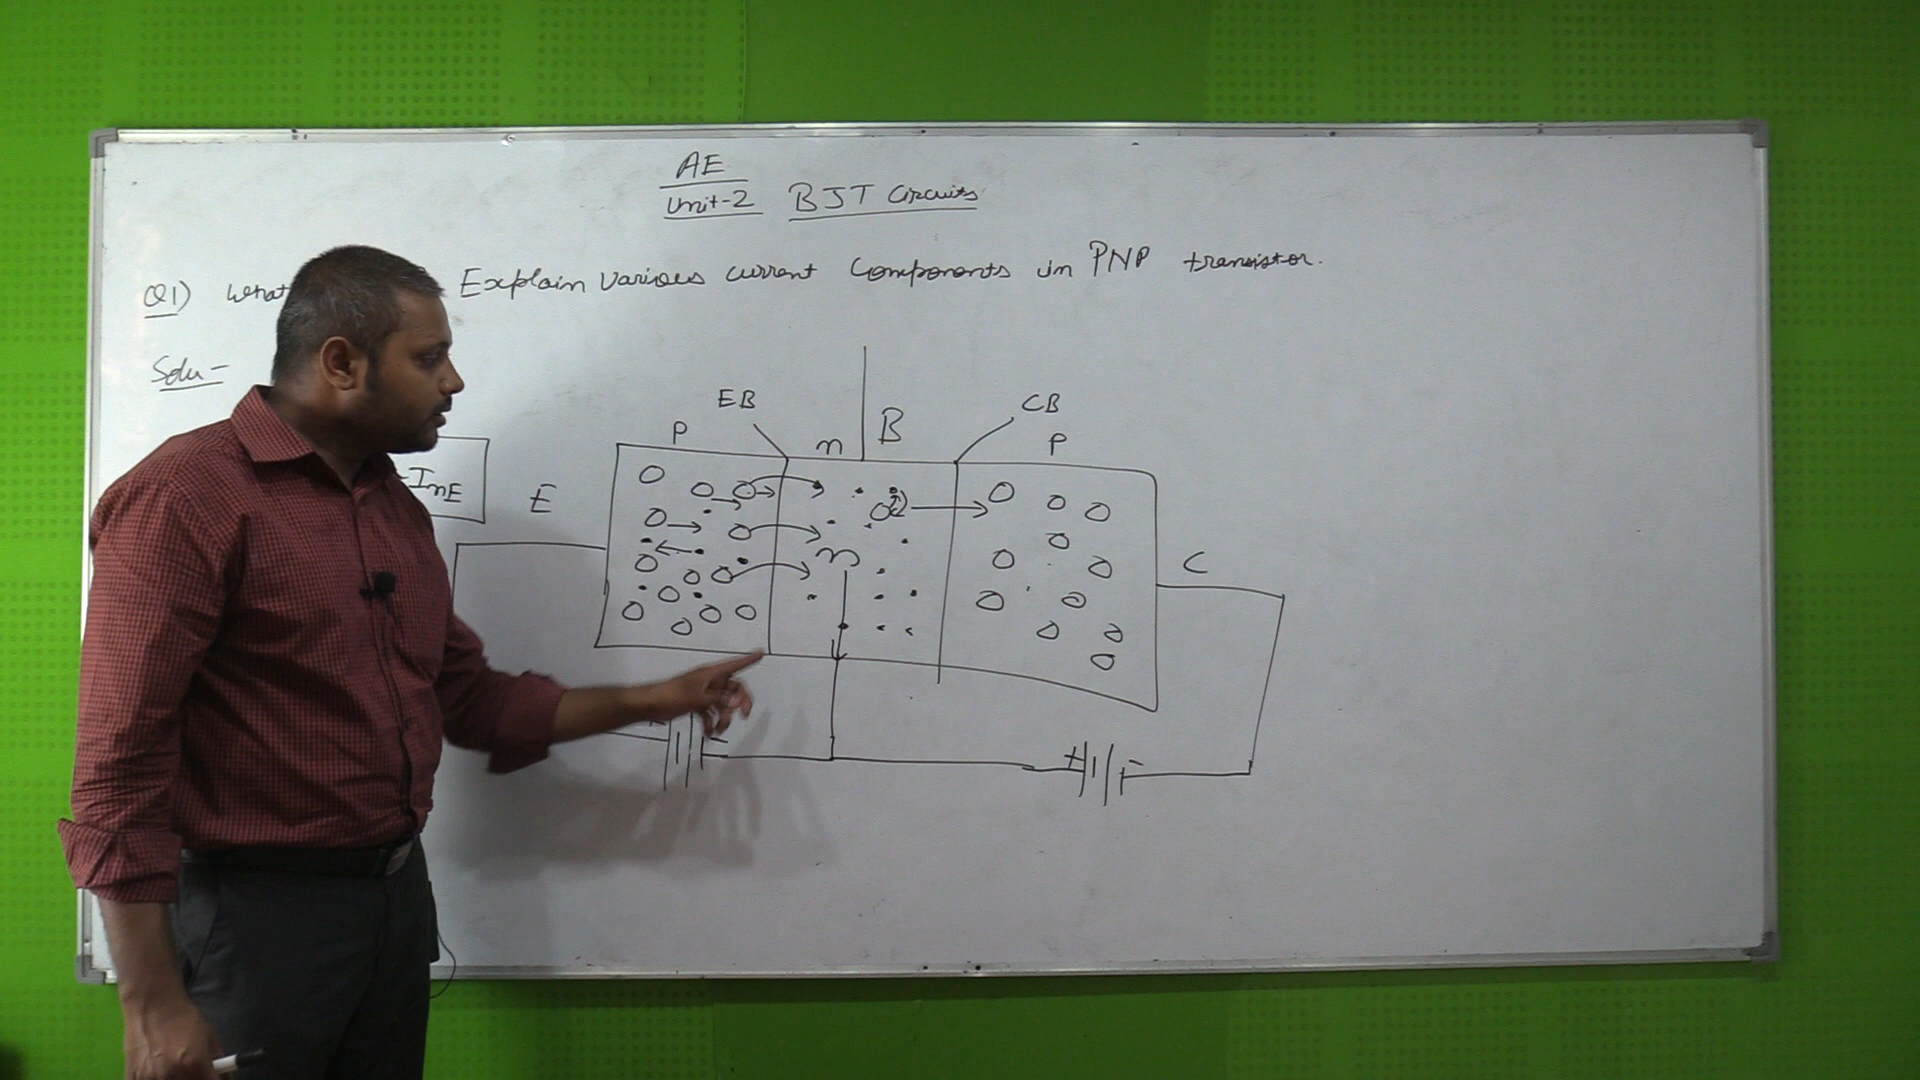 AE
Unit-2 BJT Circuits
Q1) What Explain Various current Components in PNP transistor.
Solu-
EB
CB
P
n
B
P
InE
E
n
C
+
-
+
-